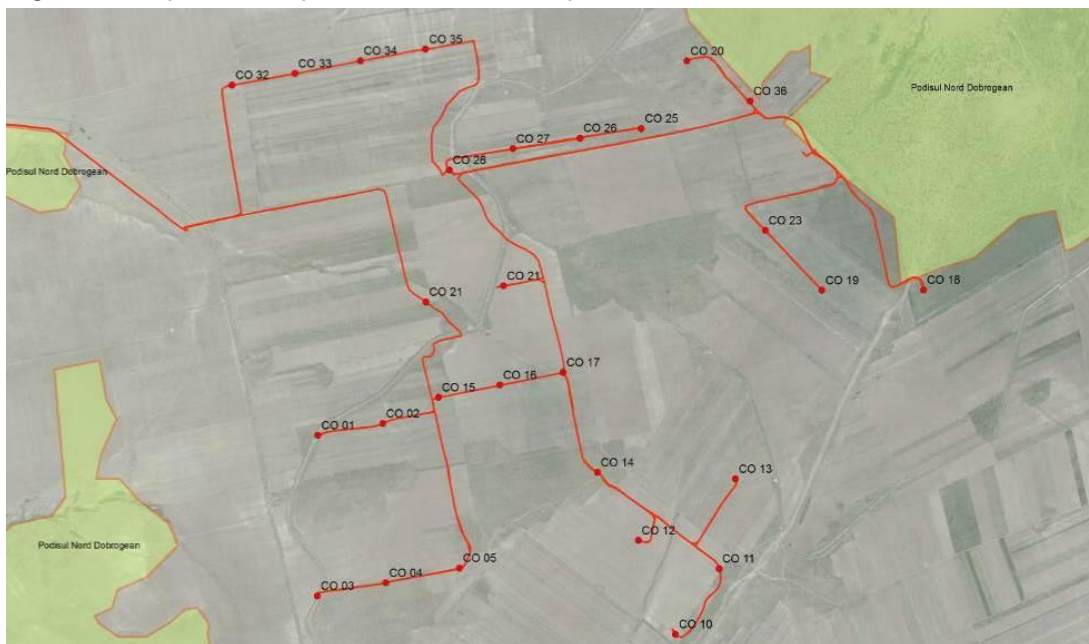 CO 35
CO 34
CO 20
CO 33
CO 32
Podisul Nord Dobrogean
CO 36
CO 25
CO 26
CO 27
CO 28
Podisul Nord Dobrogean
CO 23
CO 21
CO 19
CO 18
CO 21
CO 17
CO 16
CO 15
CO 02
CO 01
CO 14
CO 13
CO 12
Podisul Nord Dobrogean
CO 05
CO 11
CO 04
CO 03
CO 10